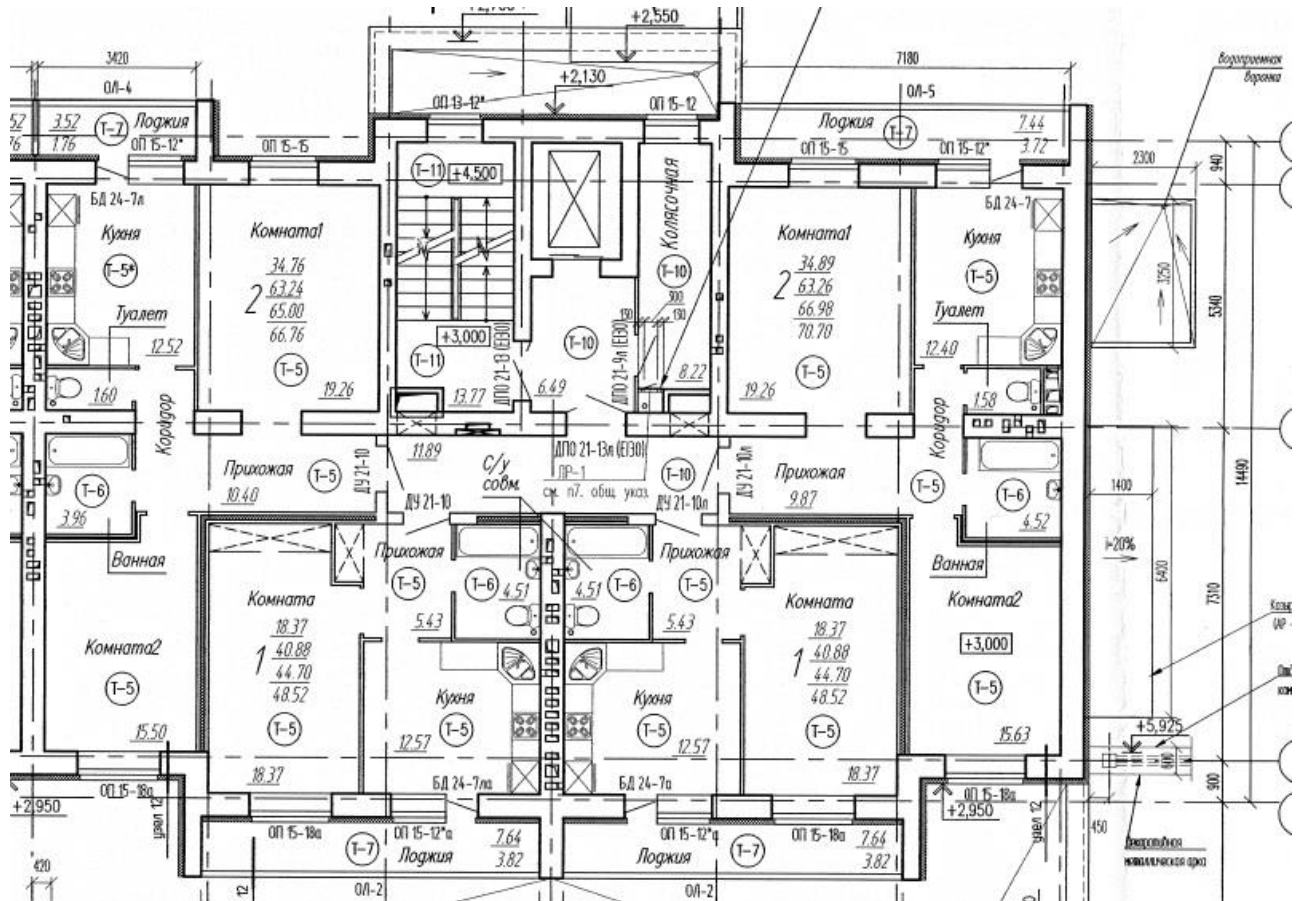 +2,550
3420
+2,130
7180
водоприемная
воронка
ОЛ-4
ОП 13-12*
ОП 15-12
ОЛ-5
52
3.52
Т-7
Лоджия
Лоджия
Т-7
7.44
76
1.76
ОП 15-12*
ОП 15-15
ОП 15-15
ОП 15-12*
3.72
2300
940
Т-11
+4,500
БД 24-7л
Колясочная
БД 24-7
Кухня
Комната1
Комната1
Кухня
Т-5*
34.76
Т-10
34.89
Т-5
2
63.24
2
63.26
3250
65.00
900
66.98
5340
Туалет
66.76
130
130
70.70
Туалет
+3,000
Т-10
12.52
Т-5
Т-11
ДПО 21-13 (EI30)
ДПО 21-9л (EI30)
8.22
Т-5
12.40
1.60
19.26
13.77
6.49
19.26
1.58
Коридор
Коридор
11.89
ДПО 21-13л (EI30)
С/у
совм.
ПР-1
Т-10
см. п7. общ. указ.
Прихожая
Т-5
ДУ 21-10
ДУ 21-10л
Прихожая
Т-5
Т-6
10.40
ДУ 21-10
ДУ 21-10л
9.87
Т-6
1400
14490
3.96
4.52
Ванная
Прихожая
Прихожая
Ванная
i=20%
Т-5
Т-6
4.51
4.51
Т-6
Т-5
6400
Комната
Комната
Комната2
18.37
5.43
5.43
18.37
7310
Комната2
1
40.88
1
40.88
+3,000
44.70
44.70
Т-5
48.52
Кухня
Кухня
48.52
Т-5
Т-5
Т-5
Т-5
Т-5
15.50
12.57
12.57
15.63
+5,925
18.37
БД 24-7ла
БД 24-7а
18.37
600
900
ОП 15-18а
ОП 15-18а
+2,950
+2,950
узел 12
ОП 15-18а
ОП 15-12*а
7.64
ОП 15-12*а
ОП 15-18а
7.64
узел 12
450
Т-7
Лоджия
3.82
Лоджия
Т-7
3.82
декоративная
металлическая арка
420
12
ОЛ-2
ОЛ-2